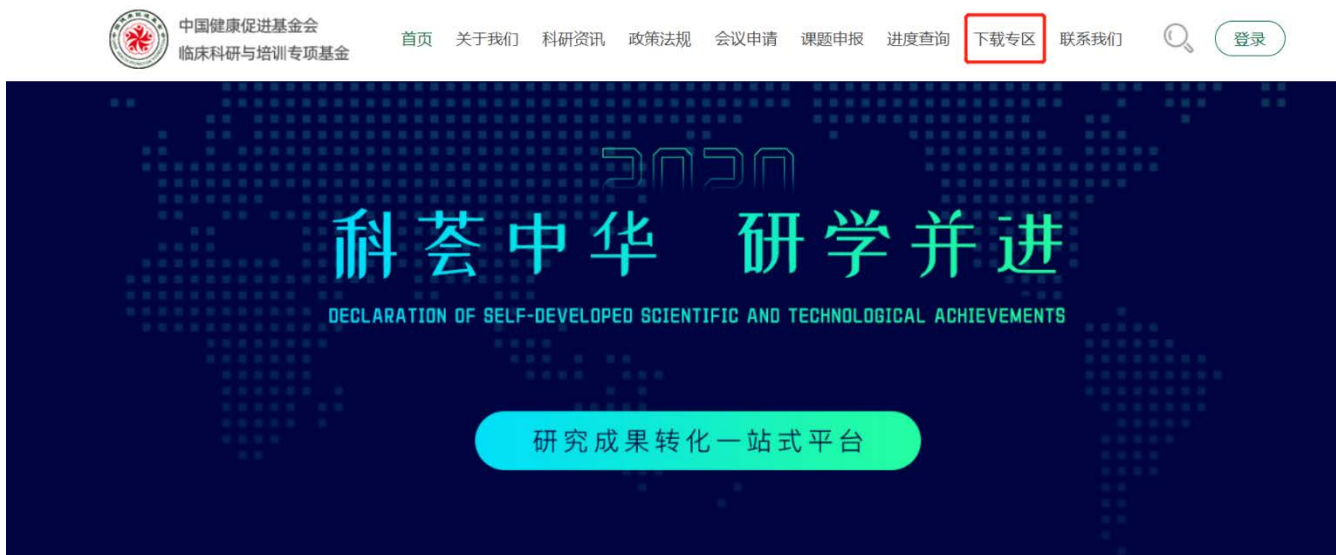 中国健康促进基金会
临床科研与培训专项基金
首页 关于我们 科研资讯 政策法规 会议申请 课题申报 进度查询 下载专区 联系我们 登录
2020
科荟中华 研学并进
DECLARATION OF SELF-DEVELOPED SCIENTIFIC AND TECHNOLOGICAL ACHIEVEMENTS
研究成果转化一站式平台